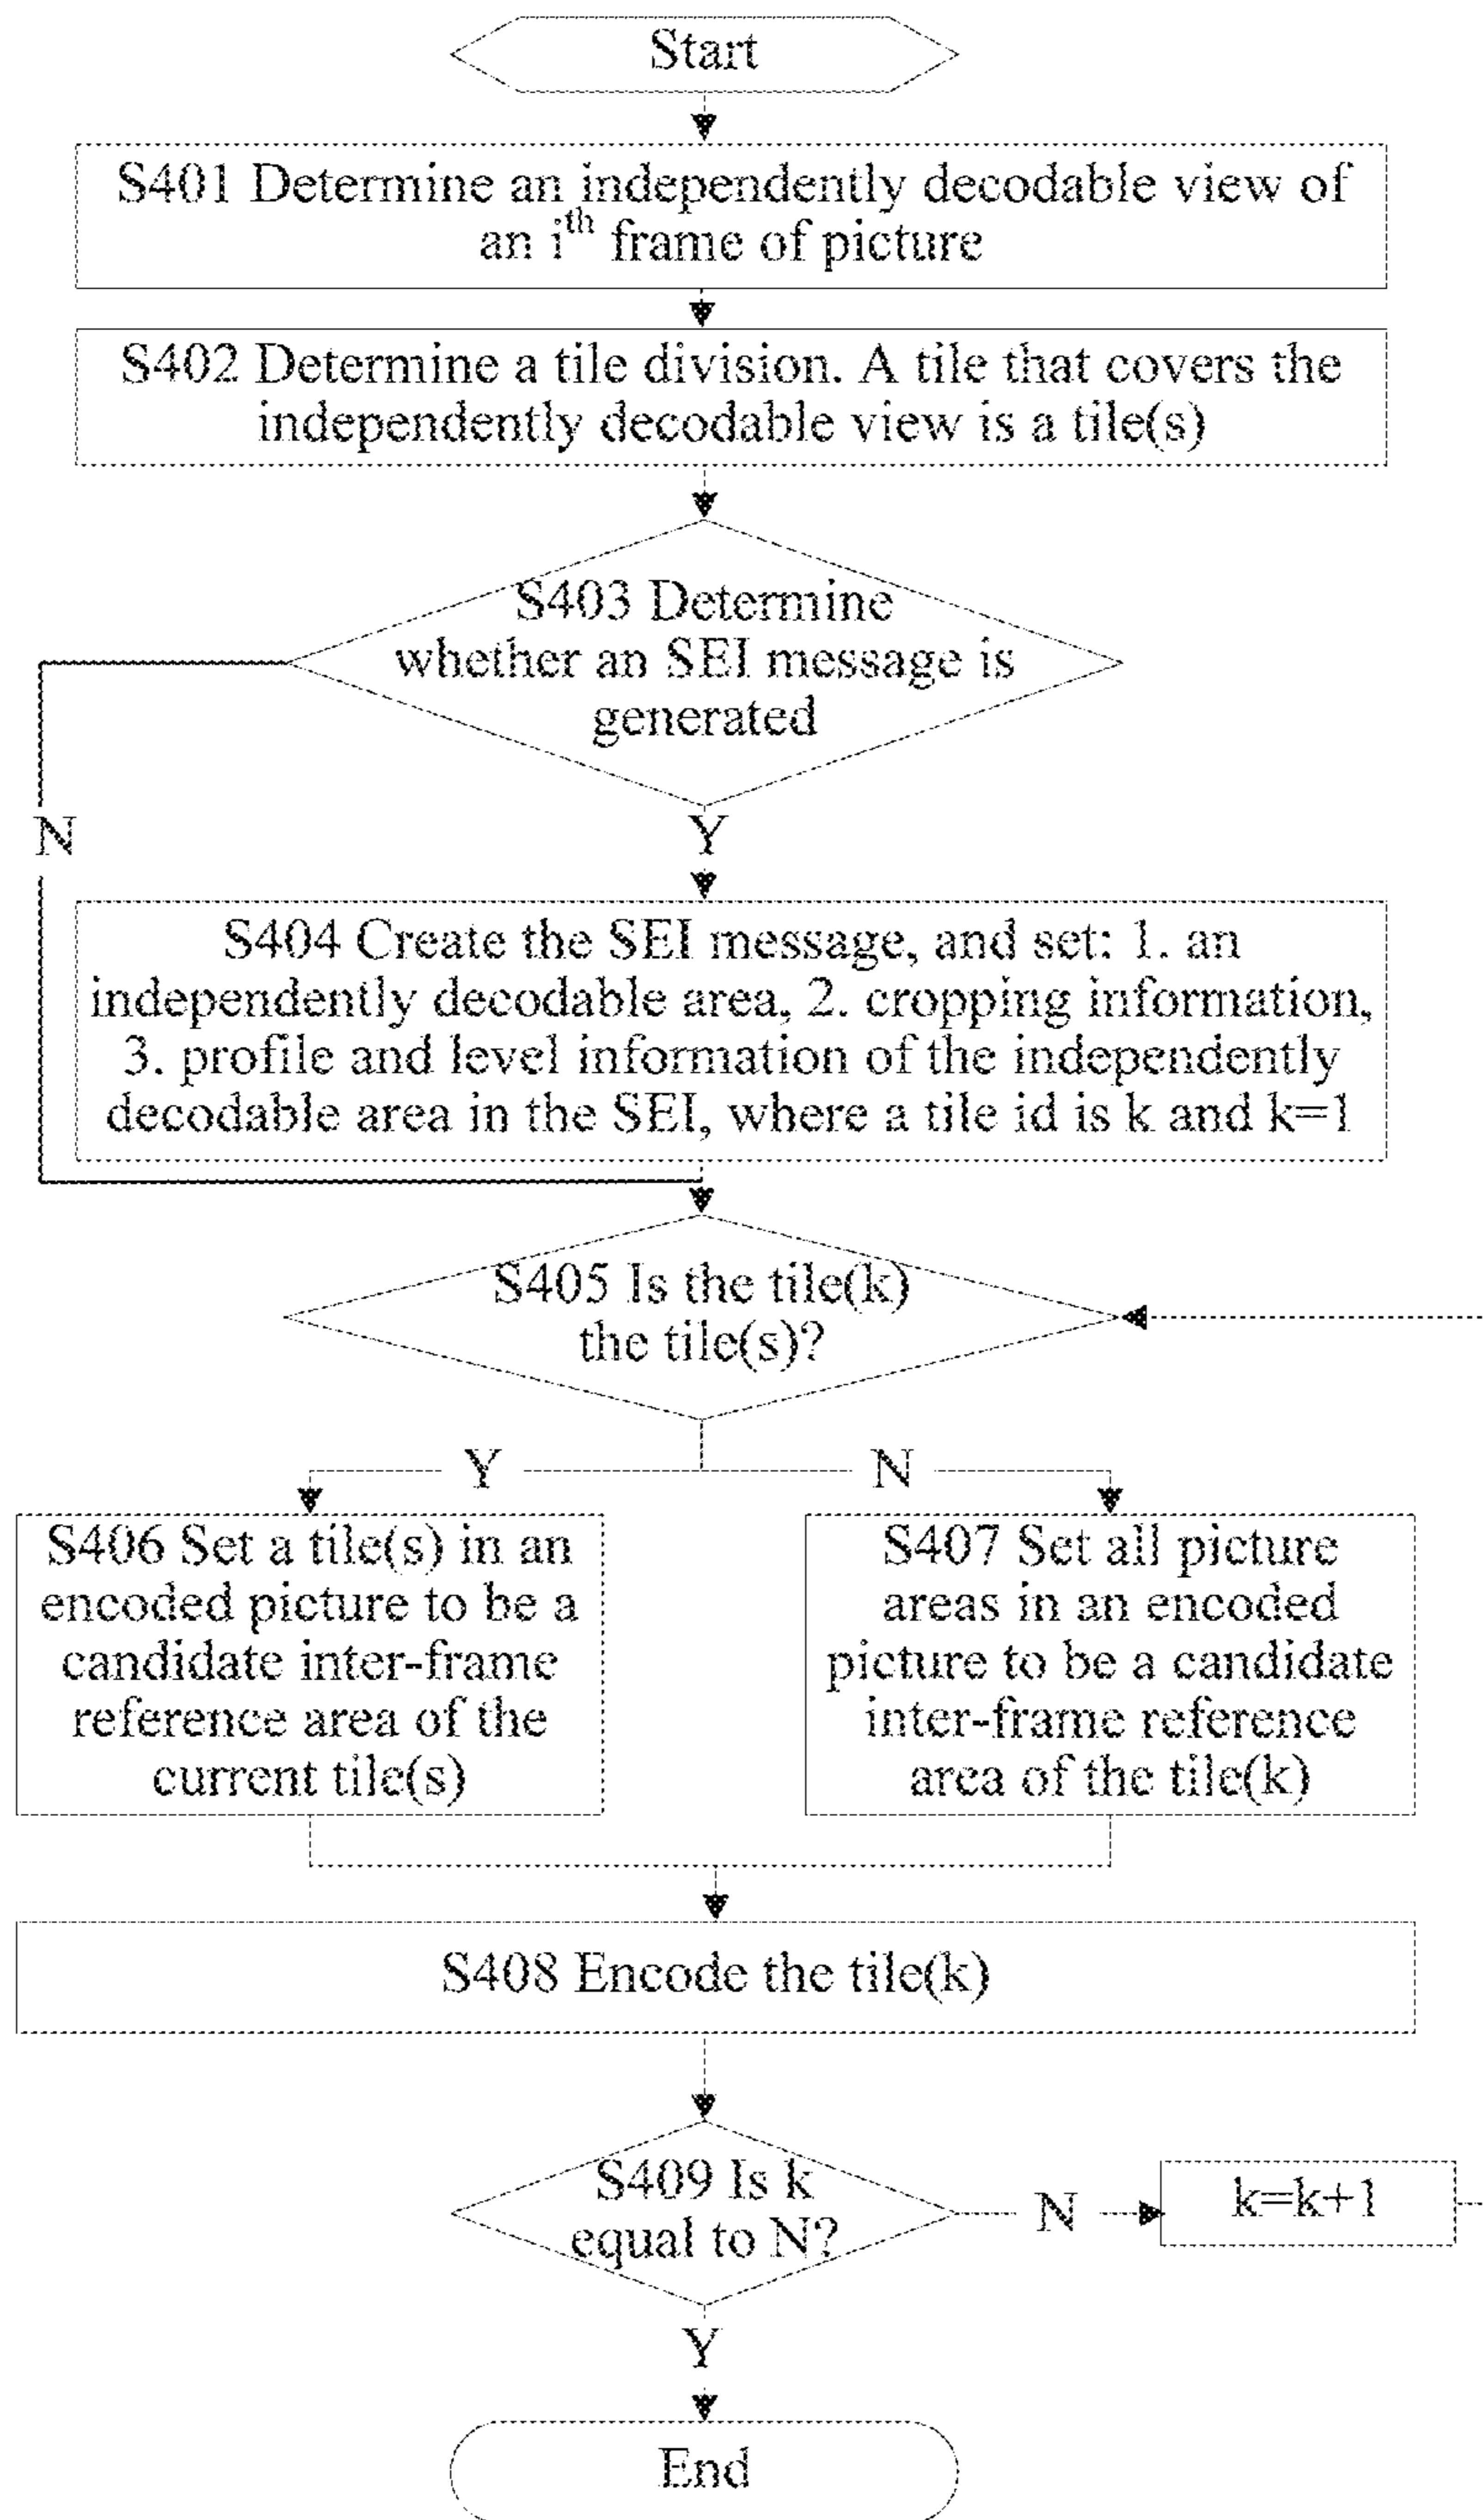 Start
S401 Determine an independently decodable view of
an i^th frame of picture
S402 Determine a tile division. A tile that covers the
independently decodable view is a tile(s)
S403 Determine
whether an SEI message is
generated
N
Y
S404 Create the SEI message, and set: 1. an
independently decodable area, 2. cropping information,
3. profile and level information of the independently
decodable area in the SEI, where a tile id is k and k=1
S405 Is the tile(k)
the tile(s)?
Y
N
S406 Set a tile(s) in an
encoded picture to be a
candidate inter-frame
reference area of the
current tile(s)
S407 Set all picture
areas in an encoded
picture to be a candidate
inter-frame reference
area of the tile(k)
S408 Encode the tile(k)
S409 Is k
equal to N?
N
k=k+1
Y
End